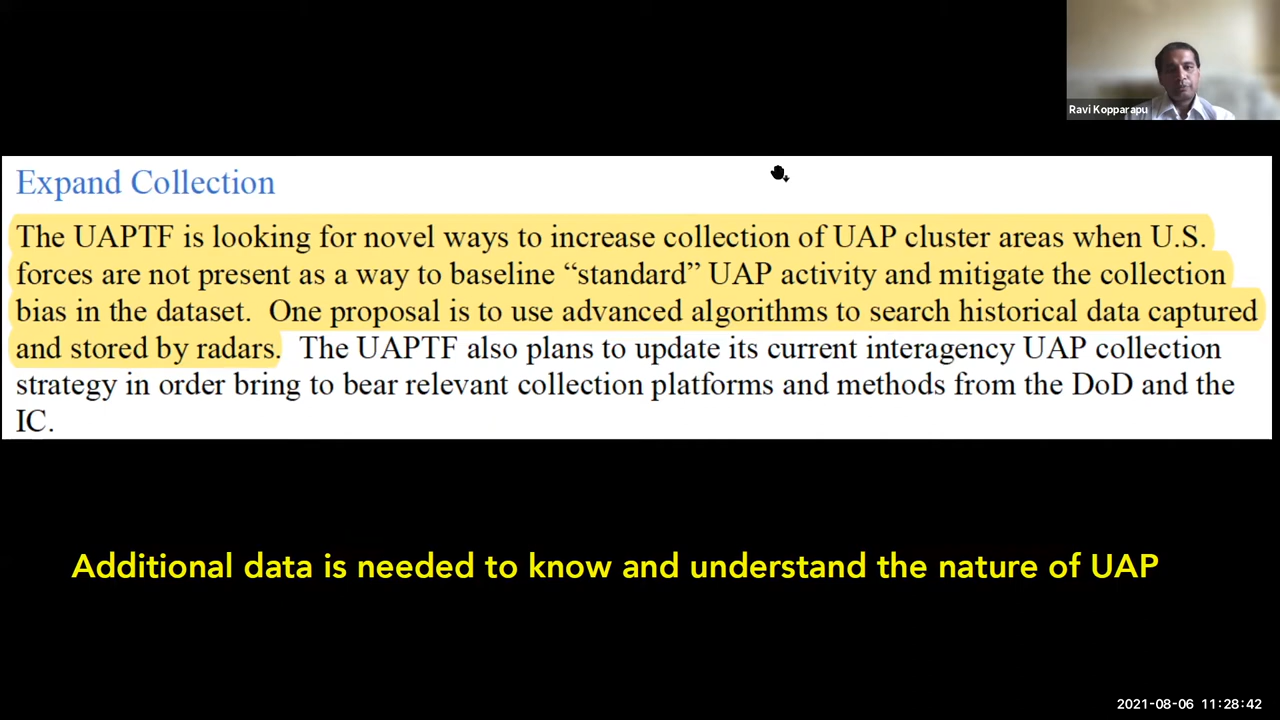 Ravi Kopparapu
Expand Collection
The UAPTF is looking for novel ways to increase collection of UAP cluster areas when U.S.
forces are not present as a way to baseline “standard” UAP activity and mitigate the collection
bias in the dataset.  One proposal is to use advanced algorithms to search historical data captured
and stored by radars.  The UAPTF also plans to update its current interagency UAP collection
strategy in order bring to bear relevant collection platforms and methods from the DoD and the
IC.
Additional data is needed to know and understand the nature of UAP
2021-08-06 11:28:42